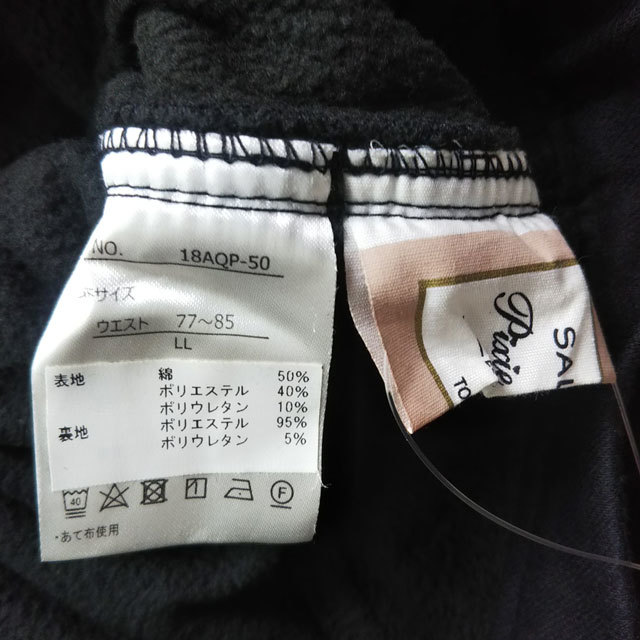 NO. 18AQP-50
サイズ
ウエスト 77～85
LL
表地 綿 50%
ポリエステル 40%
ポリウレタン 10%
裏地 ポリエステル 95%
ポリウレタン 5%
40
F
・あて布使用
Pixie
SA
TO